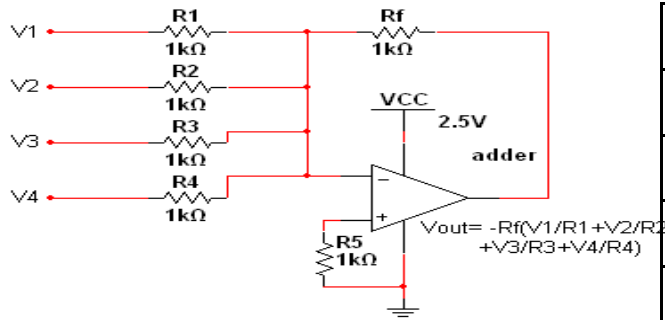 V1
R1
1kΩ
Rf
1kΩ
V2
R2
1kΩ
VCC
2.5V
V3
R3
1kΩ
adder
V4
R4
1kΩ
R5
1kΩ
Vout= -Rf(V1/R1+V2/R2
+V3/R3+V4/R4)